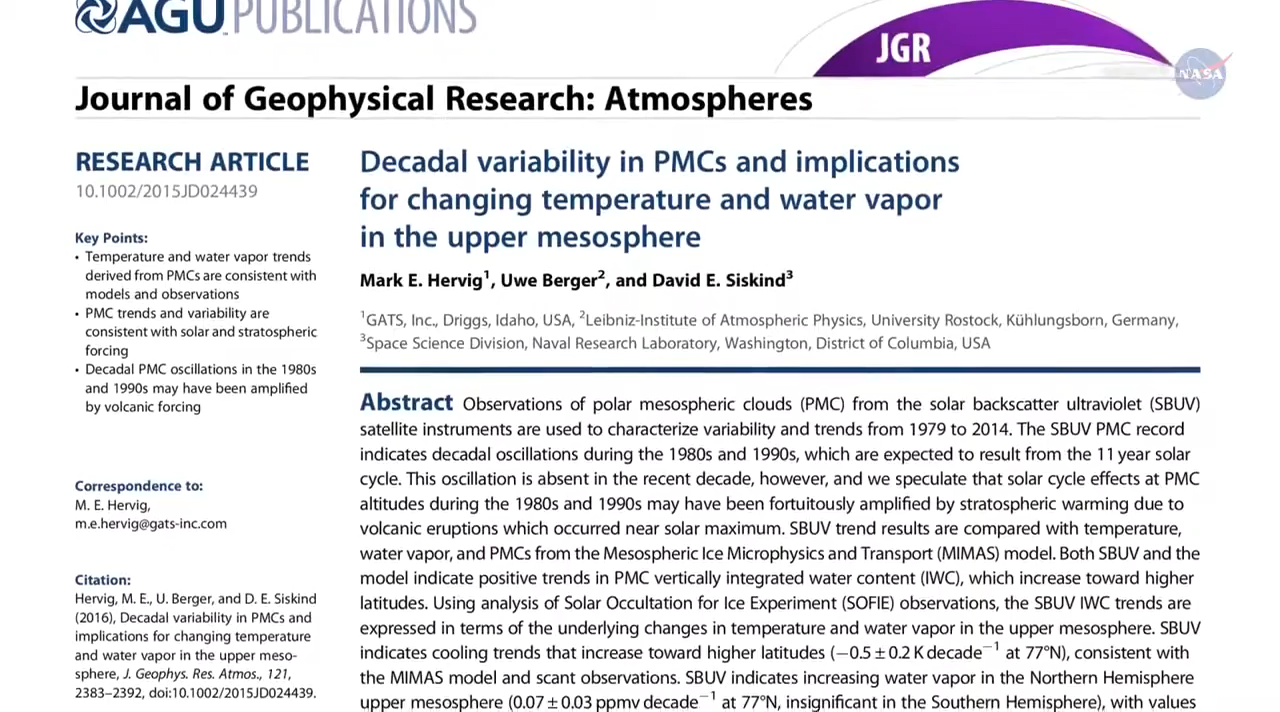 AGU PUBLICATIONS
JGR
NASA
Journal of Geophysical Research: Atmospheres
RESEARCH ARTICLE
10.1002/2015JD024439
Key Points:
• Temperature and water vapor trends
derived from PMCs are consistent with
models and observations
• PMC trends and variability are
consistent with solar and stratospheric
forcing
• Decadal PMC oscillations in the 1980s
and 1990s may have been amplified
by volcanic forcing
Correspondence to:
M. E. Hervig,
m.e.hervig@gats-inc.com
Citation:
Hervig, M. E., U. Berger, and D. E. Siskind
(2016), Decadal variability in PMCs and
implications for changing temperature
and water vapor in the upper meso-
sphere, J. Geophys. Res. Atmos., 121,
2383–2392, doi:10.1002/2015JD024439.
Decadal variability in PMCs and implications
for changing temperature and water vapor
in the upper mesosphere
Mark E. Hervig¹, Uwe Berger², and David E. Siskind³
¹GATS, Inc., Driggs, Idaho, USA, ²Leibniz-Institute of Atmospheric Physics, University Rostock, Kühlungsborn, Germany,
³Space Science Division, Naval Research Laboratory, Washington, District of Columbia, USA
Abstract Observations of polar mesospheric clouds (PMC) from the solar backscatter ultraviolet (SBUV)
satellite instruments are used to characterize variability and trends from 1979 to 2014. The SBUV PMC record
indicates decadal oscillations during the 1980s and 1990s, which are expected to result from the 11 year solar
cycle. This oscillation is absent in the recent decade, however, and we speculate that solar cycle effects at PMC
altitudes during the 1980s and 1990s may have been fortuitously amplified by stratospheric warming due to
volcanic eruptions which occurred near solar maximum. SBUV trend results are compared with temperature,
water vapor, and PMCs from the Mesospheric Ice Microphysics and Transport (MIMAS) model. Both SBUV and the
model indicate positive trends in PMC vertically integrated water content (IWC), which increase toward higher
latitudes. Using analysis of Solar Occultation for Ice Experiment (SOFIE) observations, the SBUV IWC trends are
expressed in terms of the underlying changes in temperature and water vapor in the upper mesosphere. SBUV
indicates cooling trends that increase toward higher latitudes (−0.5 ± 0.2 K decade⁻¹ at 77°N), consistent with
the MIMAS model and scant observations. SBUV indicates increasing water vapor in the Northern Hemisphere
upper mesosphere (0.07 ± 0.03 ppmv decade⁻¹ at 77°N, insignificant in the Southern Hemisphere), with values